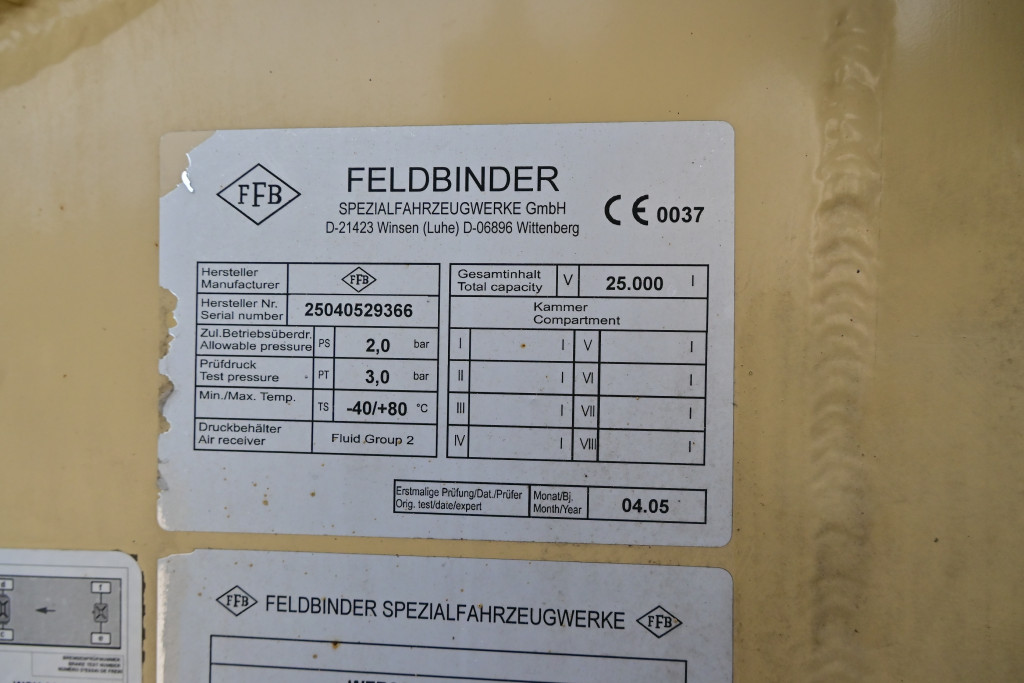 FFB
FELDBINDER
SPEZIALFAHRZEUGWERKE GmbH
D-21423 Winsen (Luhe) D-06896 Wittenberg
CE 0037
Hersteller
Manufacturer
FFB
Hersteller Nr.
Serial number
25040529366
Zul.Betriebsüberdr.
Allowable pressure
PS
2,0 bar
Prüfdruck
Test pressure
PT
3,0 bar
Min./Max. Temp.
TS
-40/+80 °C
Druckbehälter
Air receiver
Fluid Group 2
Gesamtinhalt
Total capacity
V
25.000 l
Kammer
Compartment
I l V l
II l VI l
III l VII l
IV l VIII l
Erstmalige Prüfung/Dat./Prüfer
Orig. test/date/expert
Monat/Bj.
Month/Year
04.05
FFB FELDBINDER SPEZIALFAHRZEUGWERKE FFB
BRAKE TEST NUMBER